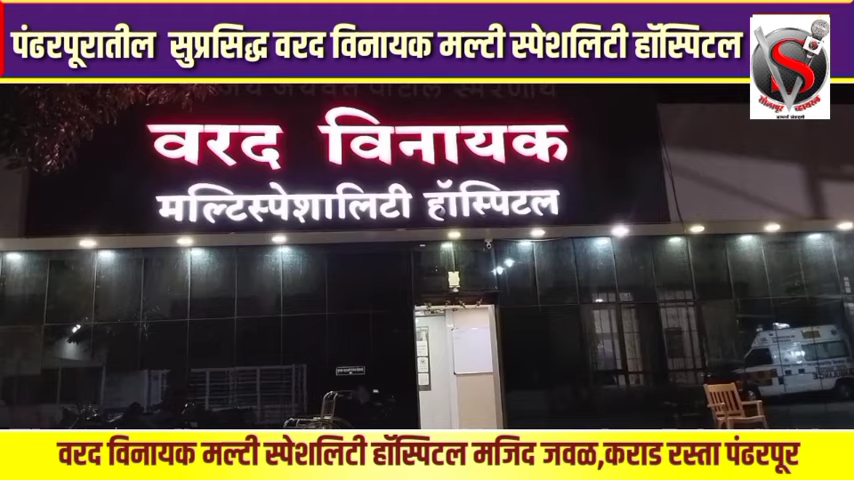 पंढरपूरातील सुप्रसिद्ध वरद विनायक मल्टी स्पेशलिटी हॉस्पिटल
वरद विनायक
मल्टिस्पेशालिटी हॉस्पिटल
वरद विनायक मल्टी स्पेशलिटी हॉस्पिटल मजिद जवळ,कराड रस्ता पंढरपूर